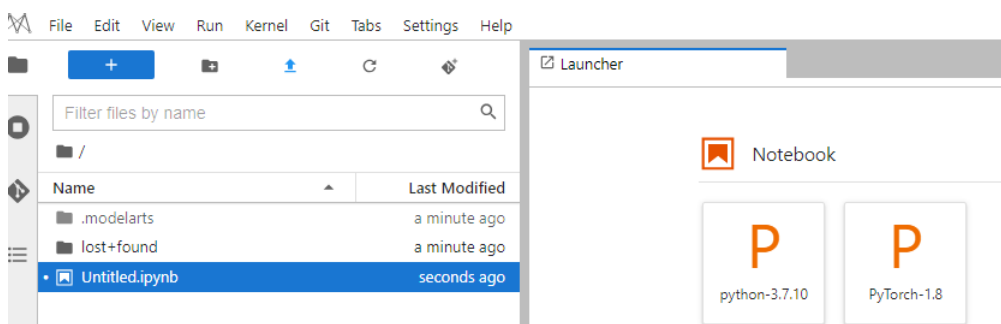 File Edit View Run Kernel Git Tabs Settings Help
+
Launcher
Filter files by name
/
Notebook
Name Last Modified
.modelarts a minute ago
lost+found a minute ago
Untitled.ipynb seconds ago
P P
python-3.7.10 PyTorch-1.8